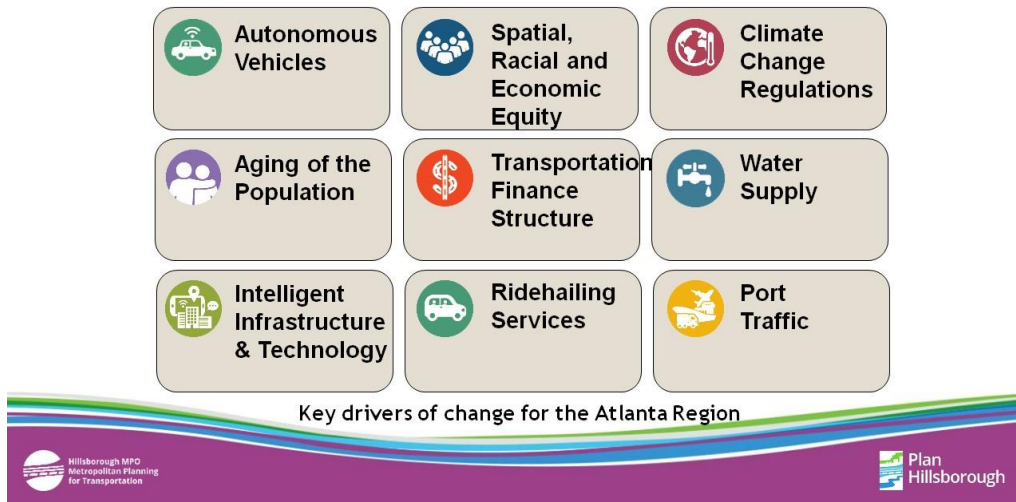 Autonomous
Vehicles
Spatial,
Racial and
Economic
Equity
Climate
Change
Regulations
Aging of the
Population
Transportation
Finance
Structure
Water
Supply
Intelligent
Infrastructure
& Technology
Ridehailing
Services
Port
Traffic
Key drivers of change for the Atlanta Region
Hillsborough MPO
Metropolitan Planning
for Transportation
Plan
Hillsborough